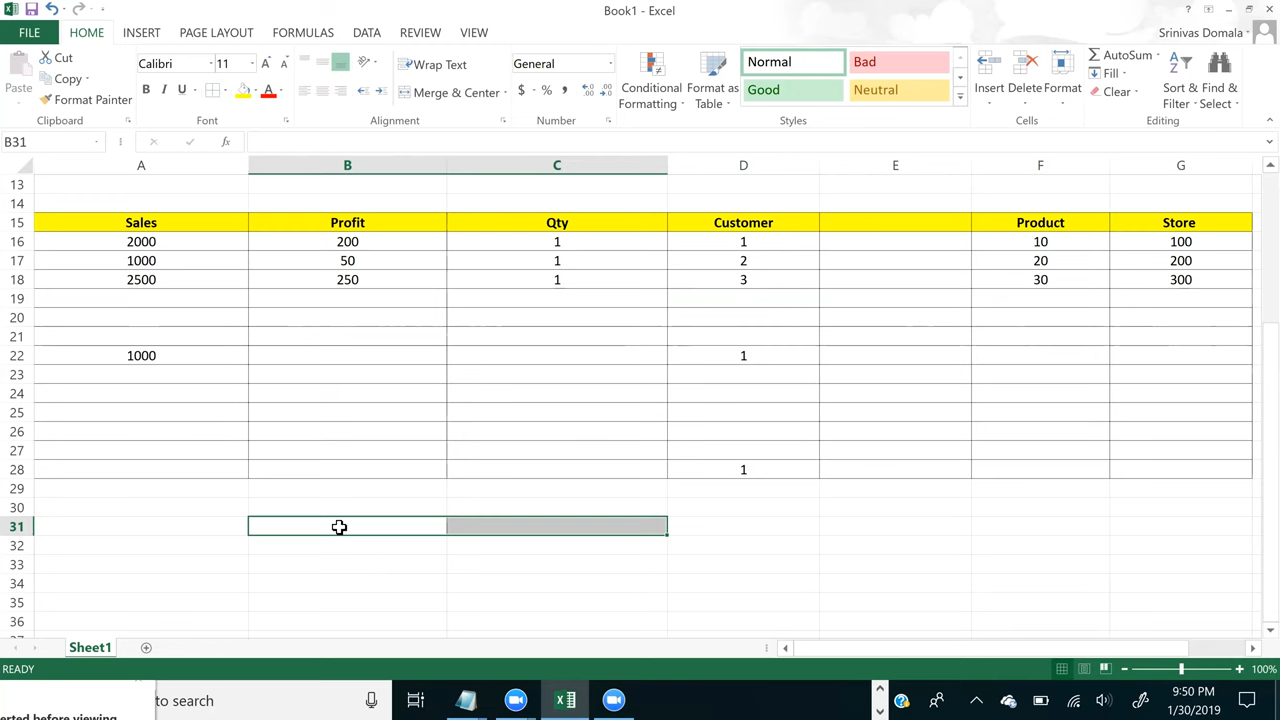 Book1 - Excel
?
FILE HOME INSERT PAGE LAYOUT FORMULAS DATA REVIEW VIEW Srinivas Domala
Paste
Cut
Copy
Format Painter
Clipboard
Calibri 11
B I U A
Font
Wrap Text
Merge & Center
Alignment
General
$ % ,
Number
Conditional Formatting
Format as Table
Normal Bad
Good Neutral
Styles
Insert Delete Format
Cells
AutoSum
Fill
Clear
Sort & Filter
Find & Select
Editing
B31 fx
A B C D E F G
13
14
15 Sales Profit Qty Customer Product Store
16 2000 200 1 1 10 100
17 1000 50 1 2 20 200
18 2500 250 1 3 30 300
19
20
21
22 1000 1
23
24
25
26
27
28 1
29
30
31
32
33
34
35
36
Sheet1
READY 100%
to search
erted before viewing
9:50 PM
1/30/2019